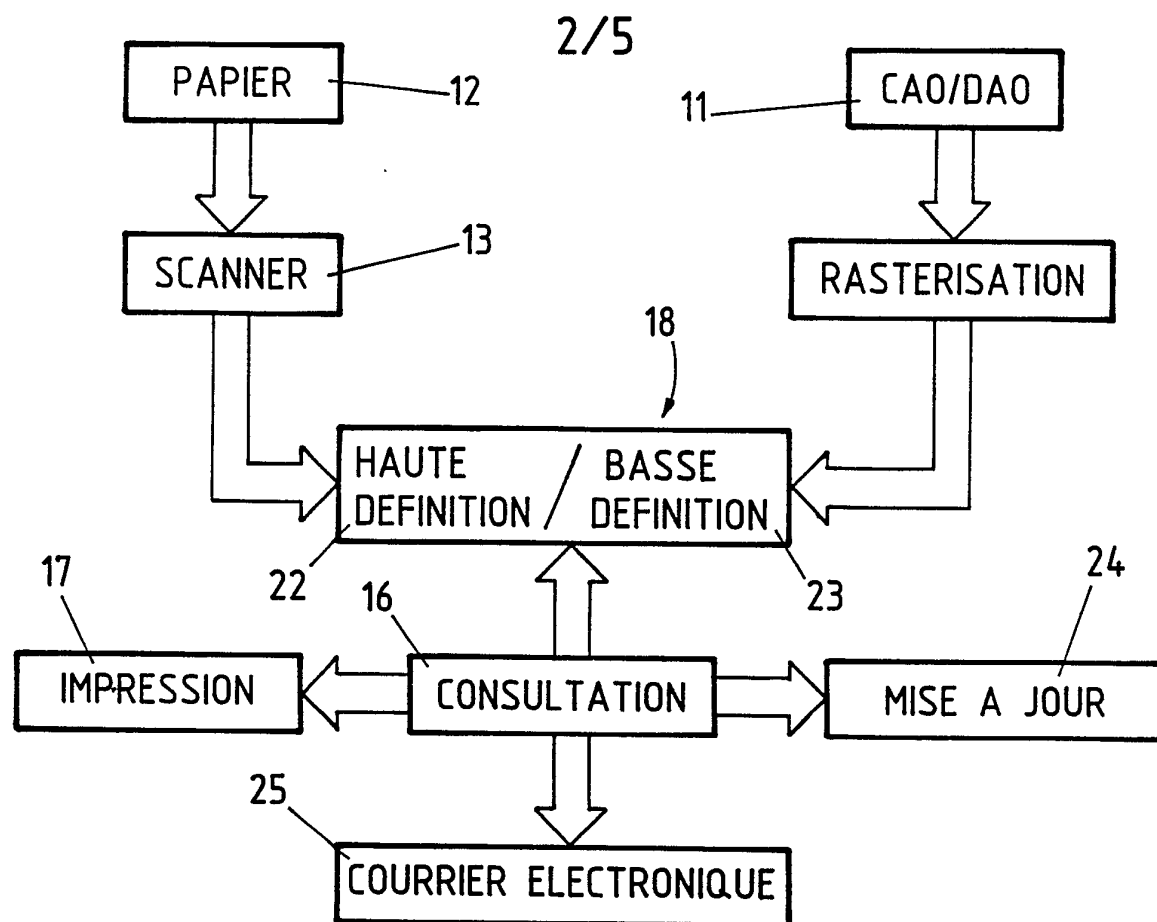 2/5
PAPIER
12
11
CAO/DAO
SCANNER
13
RASTERISATION
18
HAUTE
DEFINITION
/
BASSE
DEFINITION
22
23
17
16
24
IMPRESSION
CONSULTATION
MISE A JOUR
25
COURRIER ELECTRONIQUE